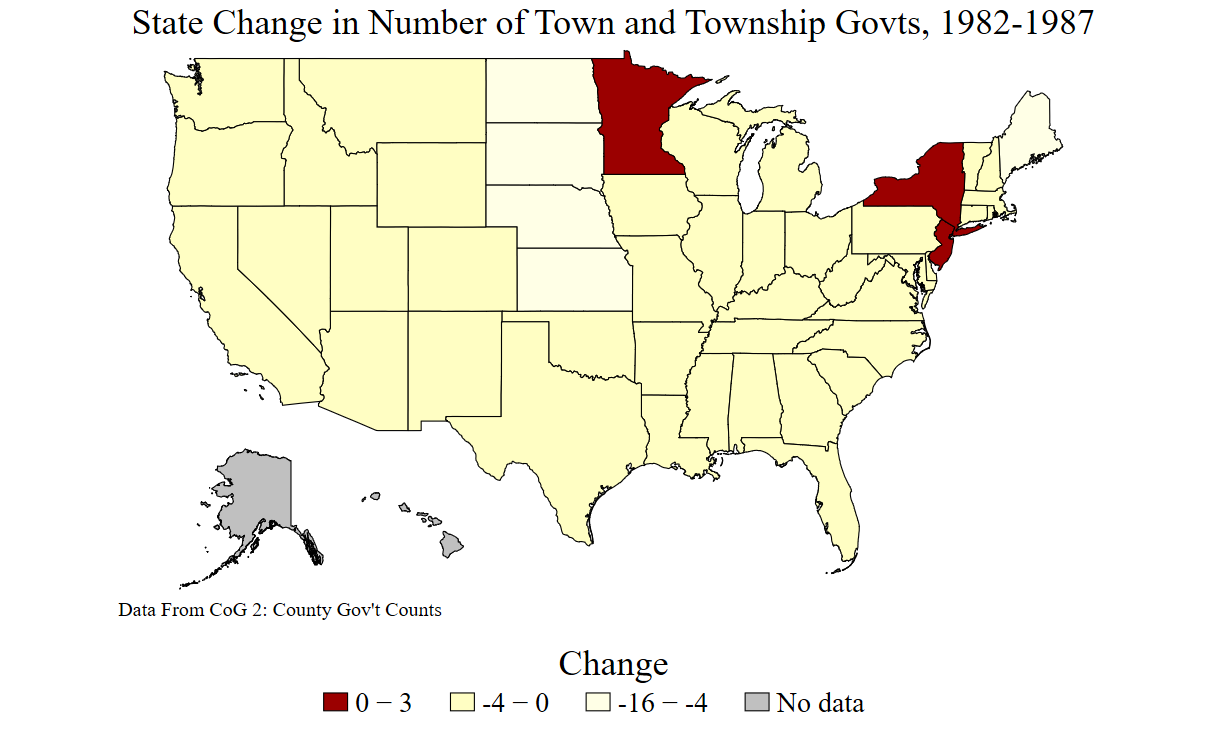 State Change in Number of Town and Township Govts, 1982-1987
Data From CoG 2: County Gov't Counts
Change
0 − 3 -4 − 0 -16 − -4 No data